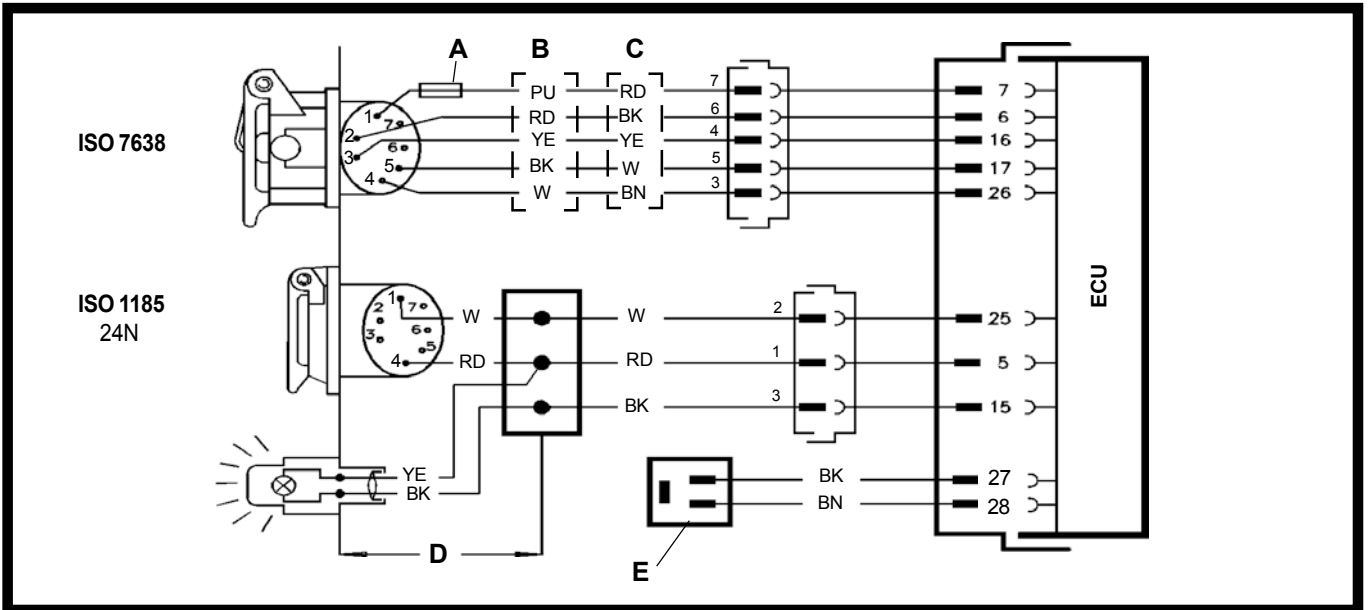 A B C
ISO 7638
1 PU RD 7 7
7
2 RD BK 6 6
3 YE YE 4 16
6
5 BK W 5 17
4 W BN 3 26
ECU
ISO 1185
24N
1 W W 2 25
2 7
3 6
5
4 RD RD 1 5
BK 3 15
YE
BK
BK 27
BN 28
D
E